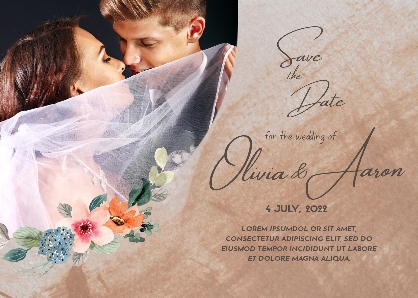 Save
the
Date
for the wedding of
Olivia & Aaron
4 JULY, 2022
LOREM IPSUMDOL OR SIT AMET,
CONSECTETUR ADIPISCING ELIT, SED DO
EIUSMOD TEMPOR INCIDIDUNT UT LABORE
ET DOLORE MAGNA ALIQUA.